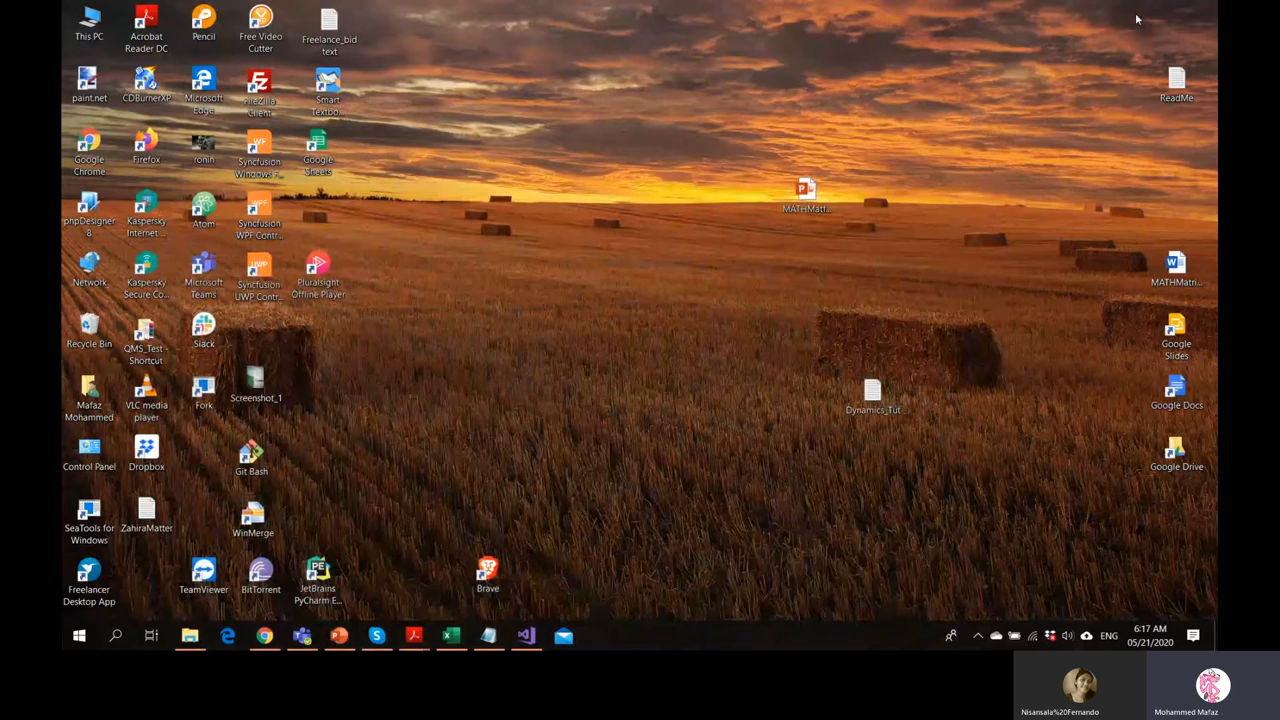 This PC
Acrobat
Reader DC
Pencil
Free Video
Cutter
Freelance_bid
text
paint.net
CDBurnerXP
Microsoft
Edge
FileZilla
Client
Smart
Textbo...
ReadMe
Google
Chrome
Firefox
ronin
Syncfusion
Windows F...
Google
Sheets
MATHMatr...
phpDesigner
8
Kaspersky
Internet ...
Atom
Syncfusion
WPF Contr...
Network
Kaspersky
Secure Co...
Microsoft
Teams
Syncfusion
UWP Contr...
Pluralsight
Offline Player
MATHMatri...
Recycle Bin
QMS_Test -
Shortcut
Slack
Google
Slides
Mafaz
Mohammed
VLC media
player
Fork
Screenshot_1
Dynamics_Tut
Google Docs
Control Panel
Dropbox
Git Bash
Google Drive
SeaTools for
Windows
ZahiraMatter
WinMerge
Freelancer
Desktop App
TeamViewer
BitTorrent
JetBrains
PyCharm E...
Brave
ENG
6:17 AM
05/21/2020
Nisansala%20Fernando
Mohammed Mafaz